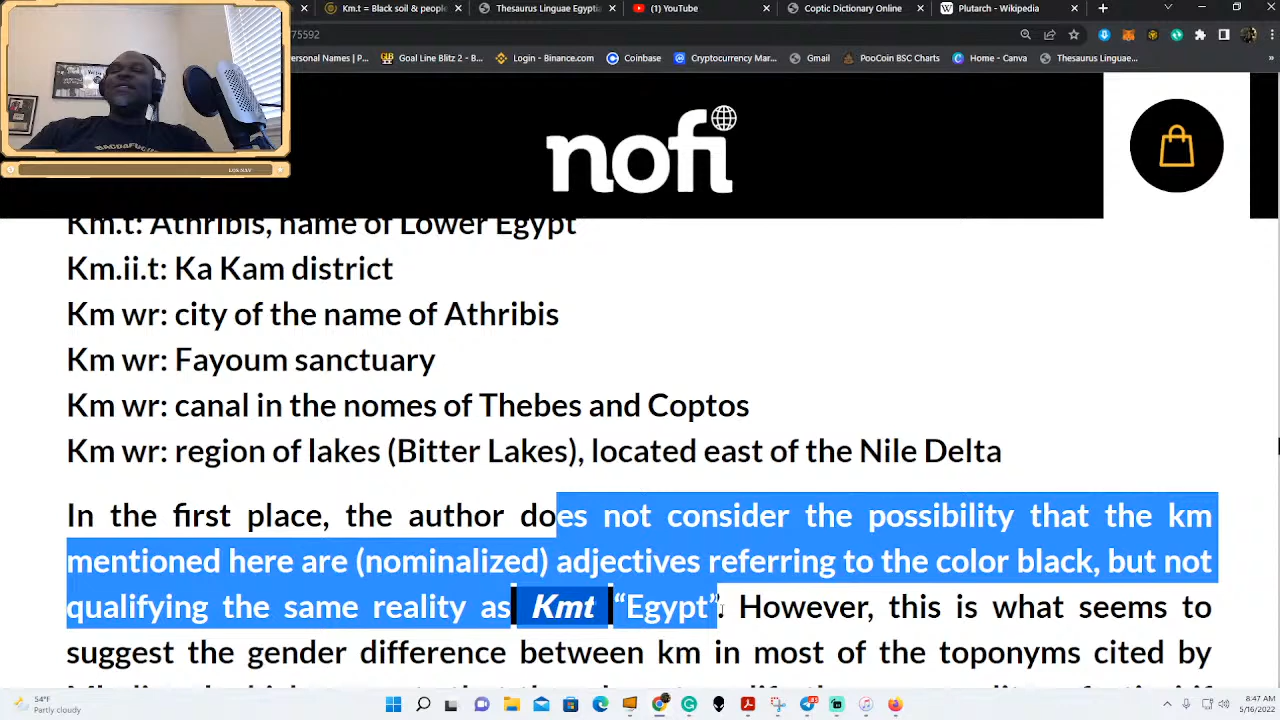 Km.t = Black soil & people
Thesaurus Linguae Egyptia
(1) YouTube
Coptic Dictionary Online
Plutarch - Wikipedia
75592
ersonal Names | P...
Goal Line Blitz 2 - B...
Login - Binance.com
Coinbase
Cryptocurrency Mar...
Gmail
PooCoin BSC Charts
Home - Canva
Thesaurus Linguae...
nofi
Km.t: Athribis, name of Lower Egypt
Km.ii.t: Ka Kam district
Km wr: city of the name of Athribis
Km wr: Fayoum sanctuary
Km wr: canal in the nomes of Thebes and Coptos
Km wr: region of lakes (Bitter Lakes), located east of the Nile Delta
In the first place, the author does not consider the possibility that the km
mentioned here are (nominalized) adjectives referring to the color black, but not
qualifying the same reality as Kmt “Egypt”. However, this is what seems to
suggest the gender difference between km in most of the toponyms cited by
54°F
Partly cloudy
8:47 AM
5/16/2022